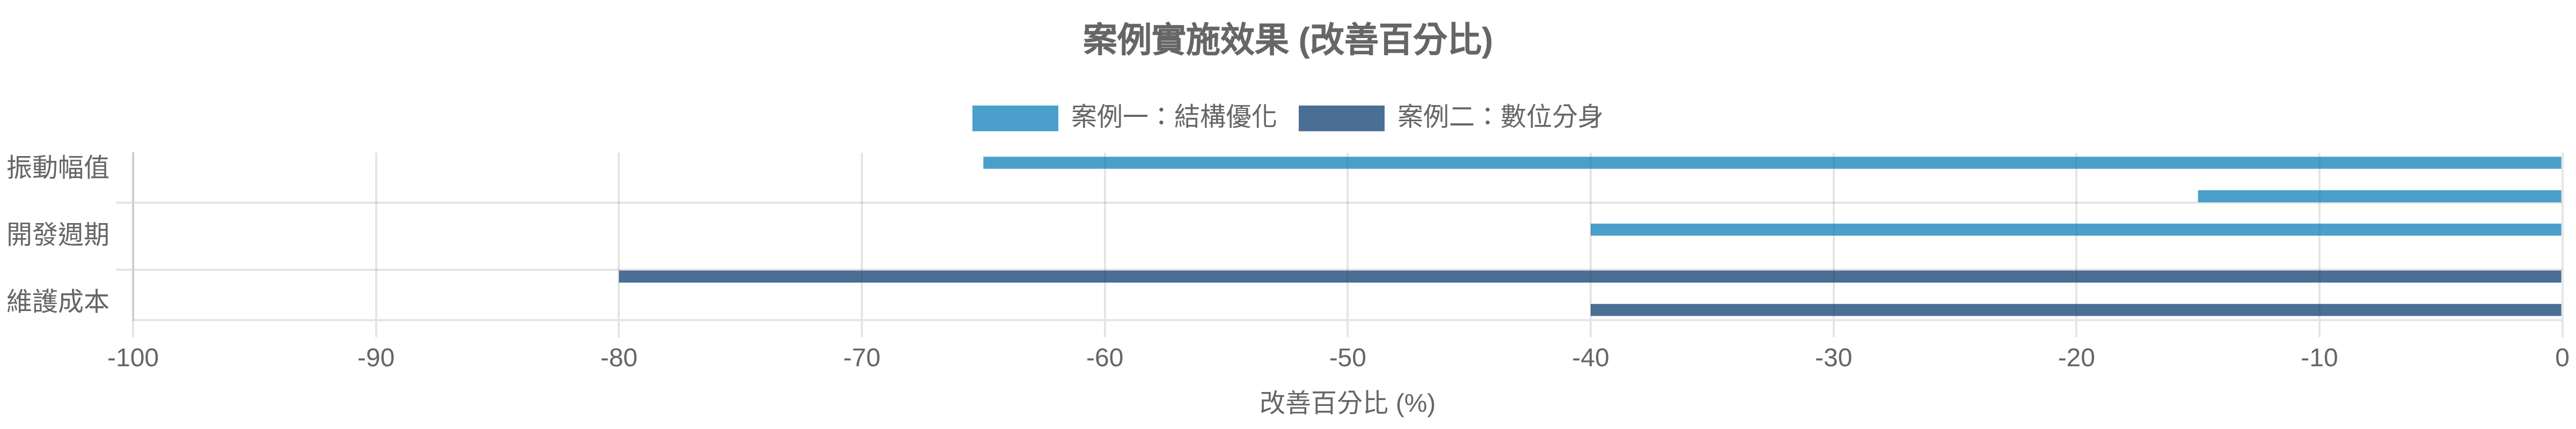 案例實施效果 (改善百分比)
案例一：結構優化 案例二：數位分身
振動幅值
開發週期
維護成本
-100 -90 -80 -70 -60 -50 -40 -30 -20 -10 0
改善百分比 (%)